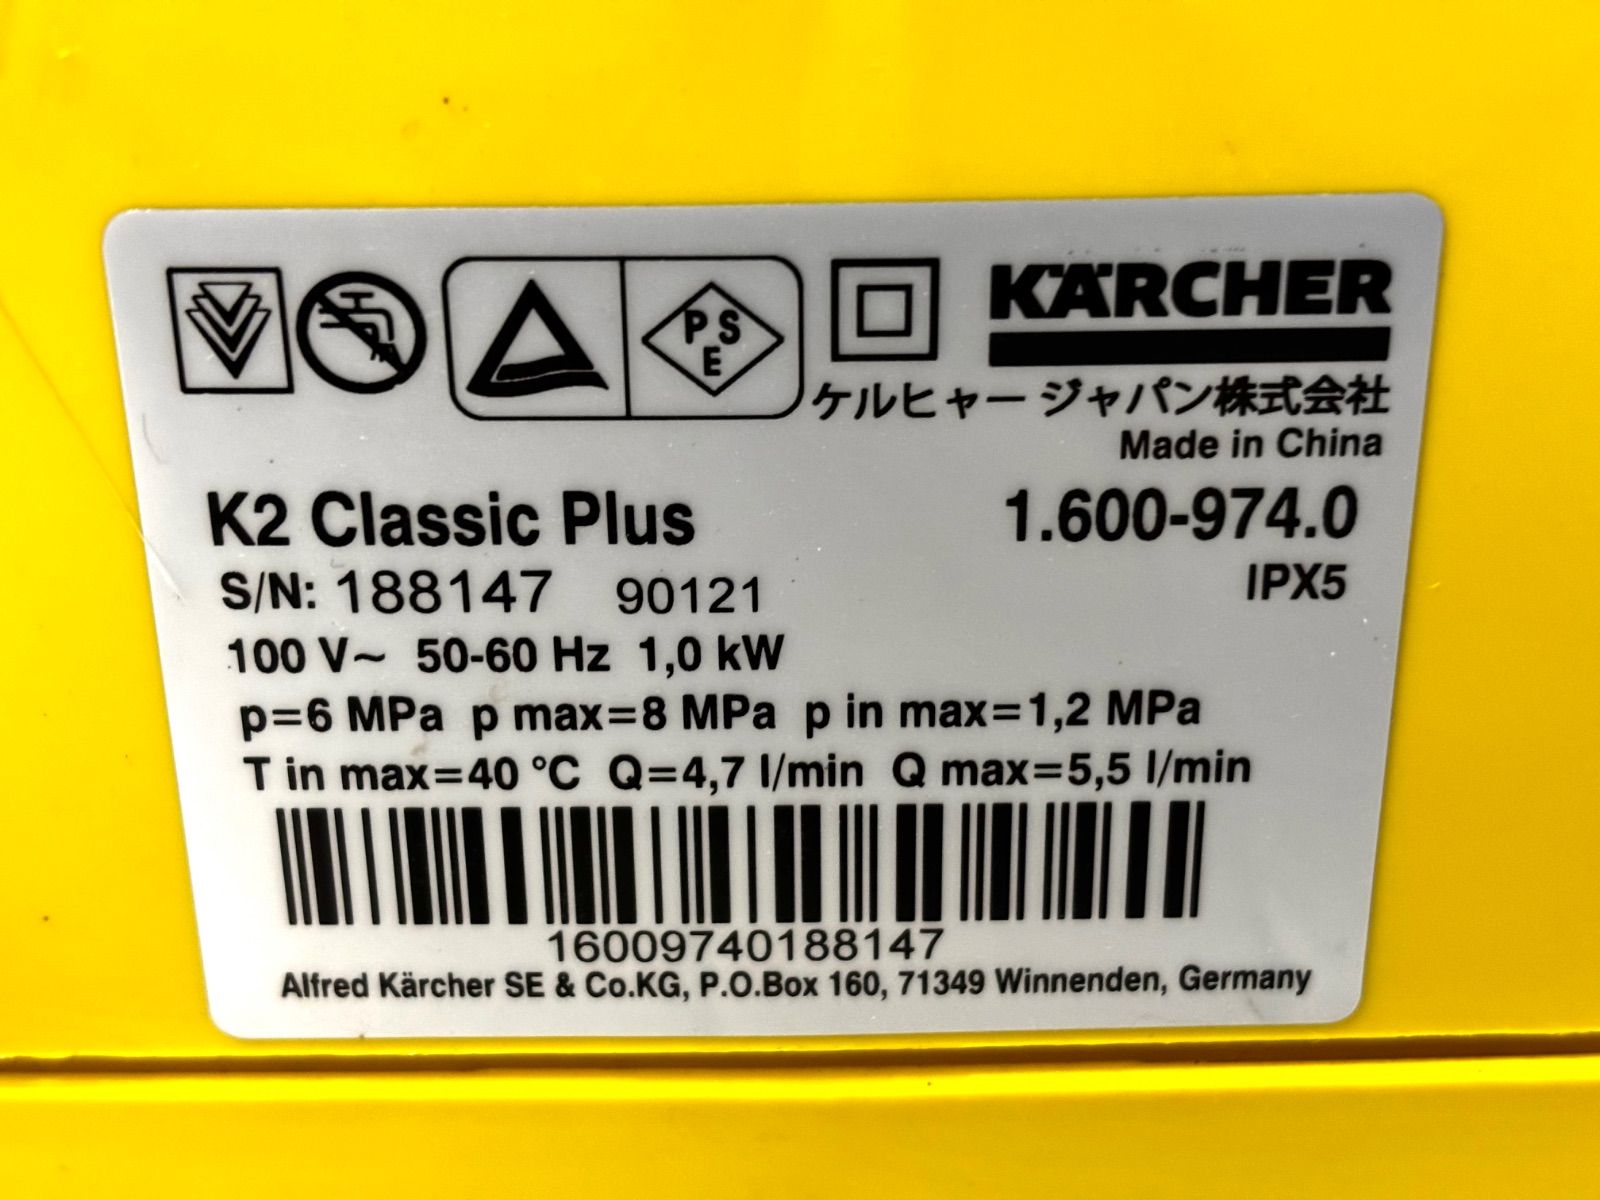 PSE
KÄRCHER
ケルヒャー ジャパン株式会社
Made in China
K2 Classic Plus 1.600-974.0
S/N: 188147 90121 IPX5
100 V~ 50-60 Hz 1,0 kW
p=6 MPa p max=8 MPa p in max=1,2 MPa
T in max=40 °C Q=4,7 l/min Q max=5,5 l/min
16009740188147
Alfred Kärcher SE & Co.KG, P.O.Box 160, 71349 Winnenden, Germany